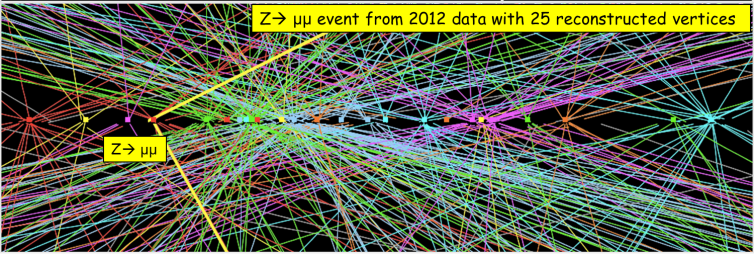 Z→ μμ event from 2012 data with 25 reconstructed vertices
Z→ μμ